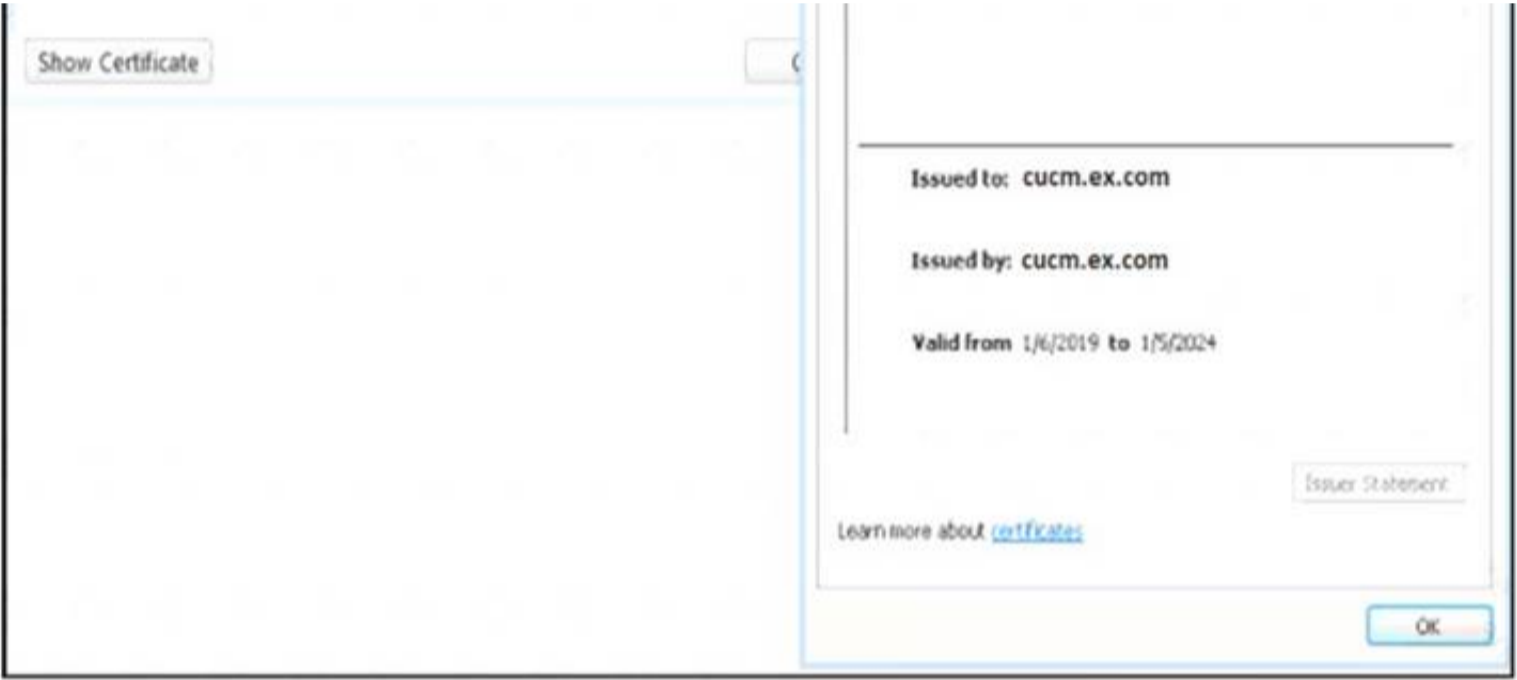 Show Certificate
Issued to: cucm.ex.com
Issued by: cucm.ex.com
Valid from 1/6/2019 to 1/5/2024
Issuer Statement
Learn more about certificates
OK